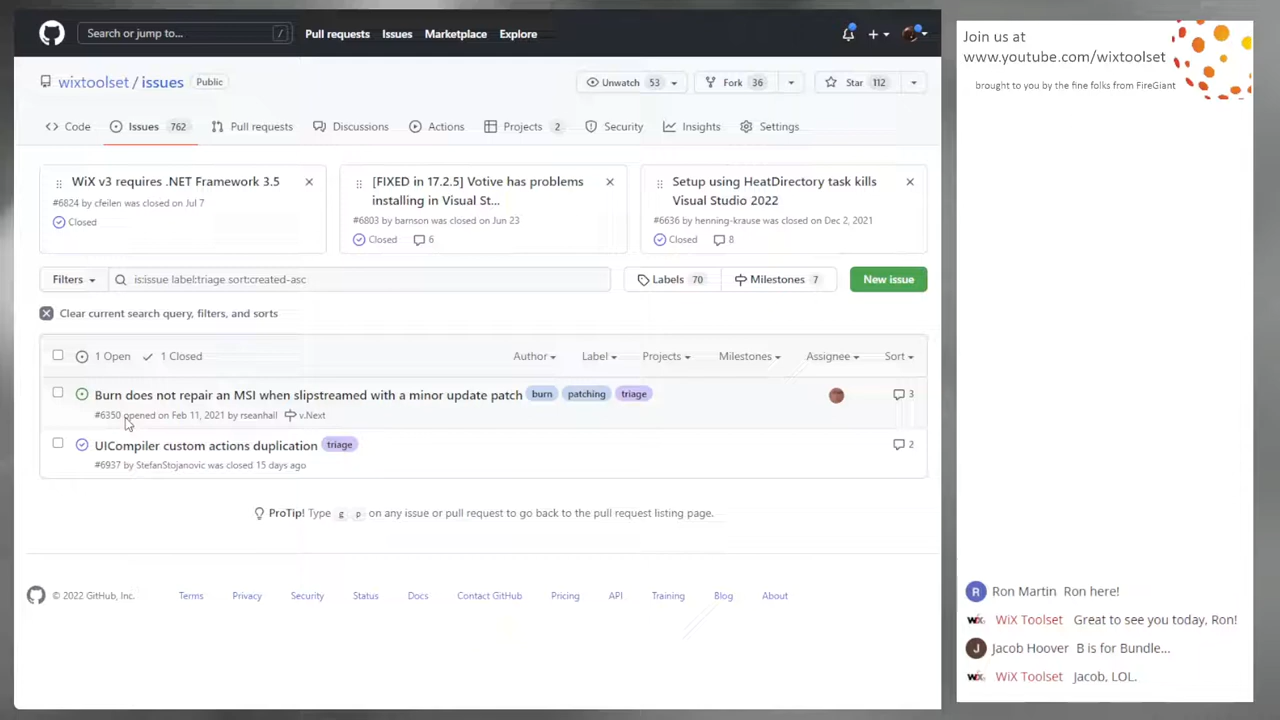 Search or jump to... /
Pull requests Issues Marketplace Explore
wixtoolset / issues Public
Unwatch 53 Fork 36 Star 112
Code Issues 762 Pull requests Discussions Actions Projects 2 Security Insights Settings
WiX v3 requires .NET Framework 3.5
#6824 by cfeilen was closed on Jul 7
Closed
[FIXED in 17.2.5] Votive has problems
installing in Visual St...
#6803 by barnson was closed on Jun 23
Closed 6
Setup using HeatDirectory task kills
Visual Studio 2022
#6636 by henning-krause was closed on Dec 2, 2021
Closed 8
Filters is:issue label:triage sort:created-asc Labels 70 Milestones 7 New issue
Clear current search query, filters, and sorts
1 Open 1 Closed Author Label Projects Milestones Assignee Sort
Burn does not repair an MSI when slipstreamed with a minor update patch burn patching triage 3
#6350 opened on Feb 11, 2021 by rseanhall v.Next
UICompiler custom actions duplication triage 2
#6937 by StefanStojanovic was closed 15 days ago
ProTip! Type g p on any issue or pull request to go back to the pull request listing page.
© 2022 GitHub, Inc. Terms Privacy Security Status Docs Contact GitHub Pricing API Training Blog About
Join us at
www.youtube.com/wixtoolset
brought to you by the fine folks from FireGiant
R Ron Martin Ron here!
WiX WiX Toolset Great to see you today, Ron!
J Jacob Hoover B is for Bundle...
WiX WiX Toolset Jacob, LOL.